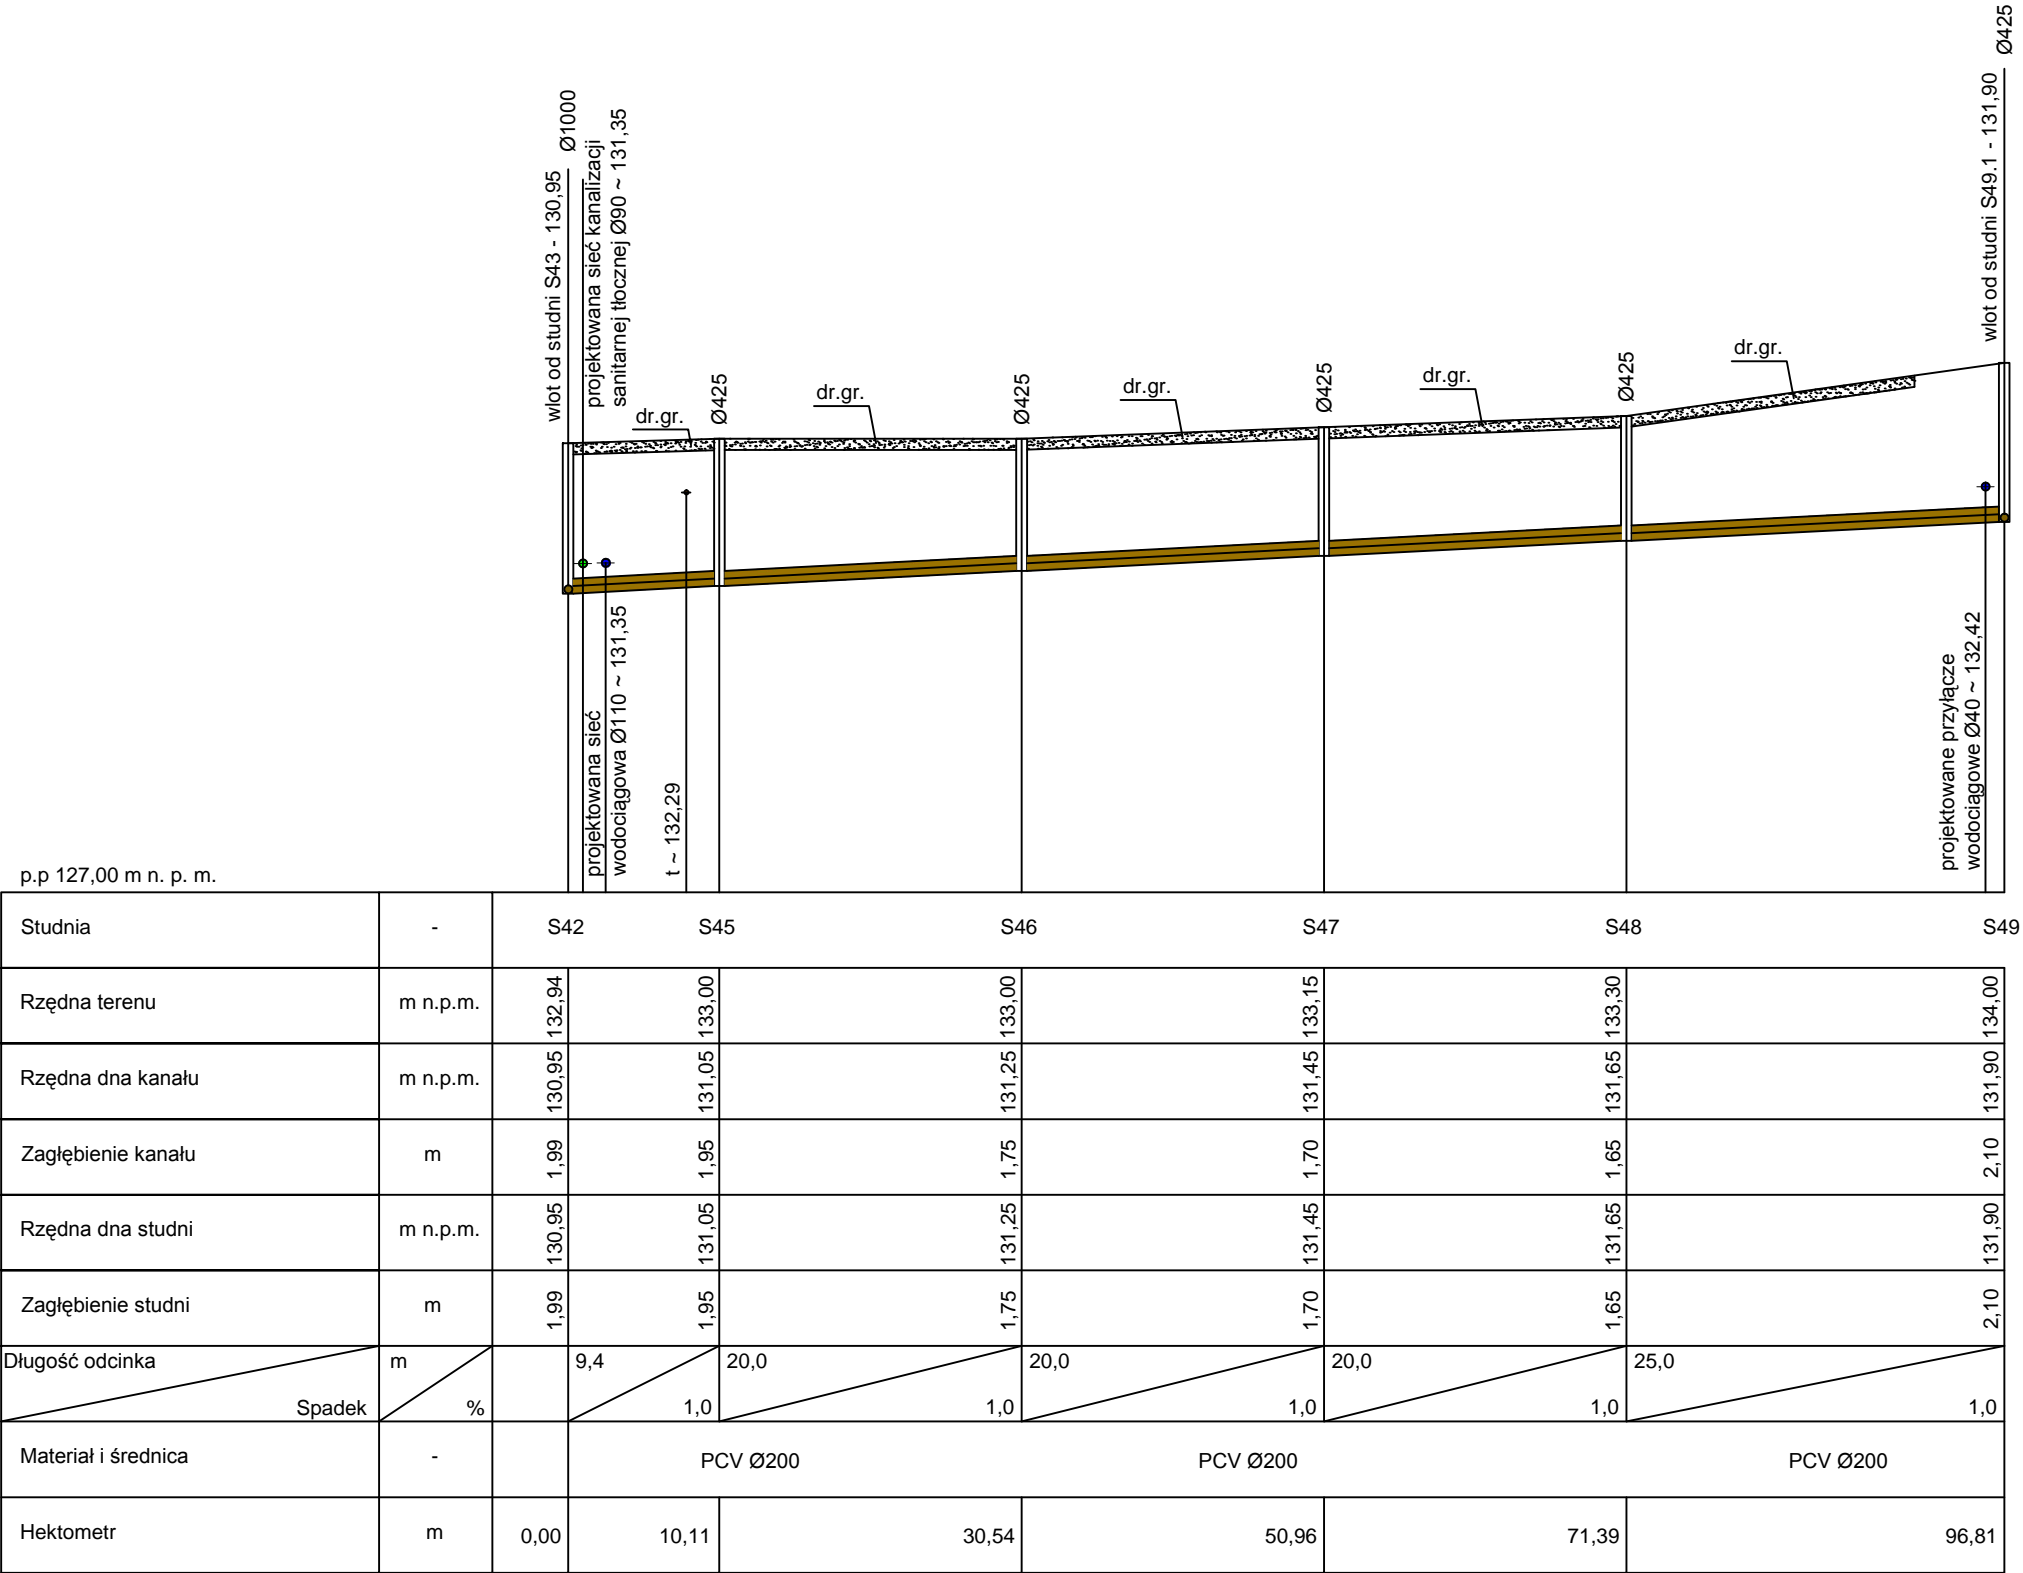 Ø425
wlot od studni S49.1 - 131,90
Ø1000
wlot od studni S43 - 130,95
projektowana sieć kanalizacji
sanitarnej tłocznej Ø90 ~ 131,35
dr.gr.
Ø425
dr.gr.
Ø425
dr.gr.
Ø425
dr.gr.
Ø425
dr.gr.
projektowana sieć
wodociągowa Ø110 ~ 131,35
t ~ 132,29
projektowane przyłącze
wodociągowe Ø40 ~ 132,42
p.p 127,00 m n. p. m.
Studnia - S42 S45 S46 S47 S48 S49
Rzędna terenu m n.p.m. 132,94 133,00 133,00 133,15 133,30 134,00
Rzędna dna kanału m n.p.m. 130,95 131,05 131,25 131,45 131,65 131,90
Zagłębienie kanału m 1,99 1,95 1,75 1,70 1,65 2,10
Rzędna dna studni m n.p.m. 130,95 131,05 131,25 131,45 131,65 131,90
Zagłębienie studni m 1,99 1,95 1,75 1,70 1,65 2,10
Długość odcinka m 9,4 20,0 20,0 20,0 25,0
Spadek % 1,0 1,0 1,0 1,0 1,0
Materiał i średnica - PCV Ø200 PCV Ø200 PCV Ø200
Hektometr m 0,00 10,11 30,54 50,96 71,39 96,81